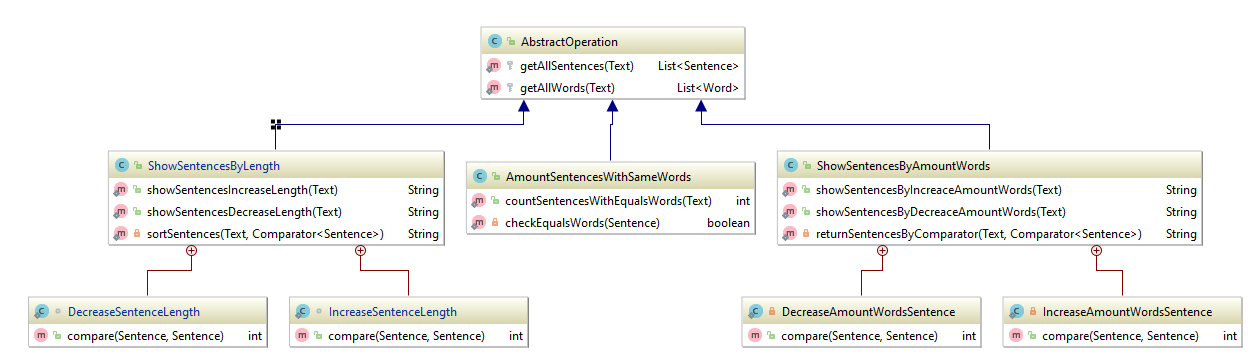 AbstractOperation
getAllSentences(Text) List<Sentence>
getAllWords(Text) List<Word>
ShowSentencesByLength
showSentencesIncreaseLength(Text) String
showSentencesDecreaseLength(Text) String
sortSentences(Text, Comparator<Sentence>) String
AmountSentencesWithSameWords
countSentencesWithEqualsWords(Text) int
checkEqualsWords(Sentence) boolean
ShowSentencesByAmountWords
showSentencesByIncreaceAmountWords(Text) String
showSentencesByDecreaceAmountWords(Text) String
returnSentencesByComparator(Text, Comparator<Sentence>) String
DecreaseSentenceLength
compare(Sentence, Sentence) int
IncreaseSentenceLength
compare(Sentence, Sentence) int
DecreaseAmountWordsSentence
compare(Sentence, Sentence) int
IncreaseAmountWordsSentence
compare(Sentence, Sentence) int